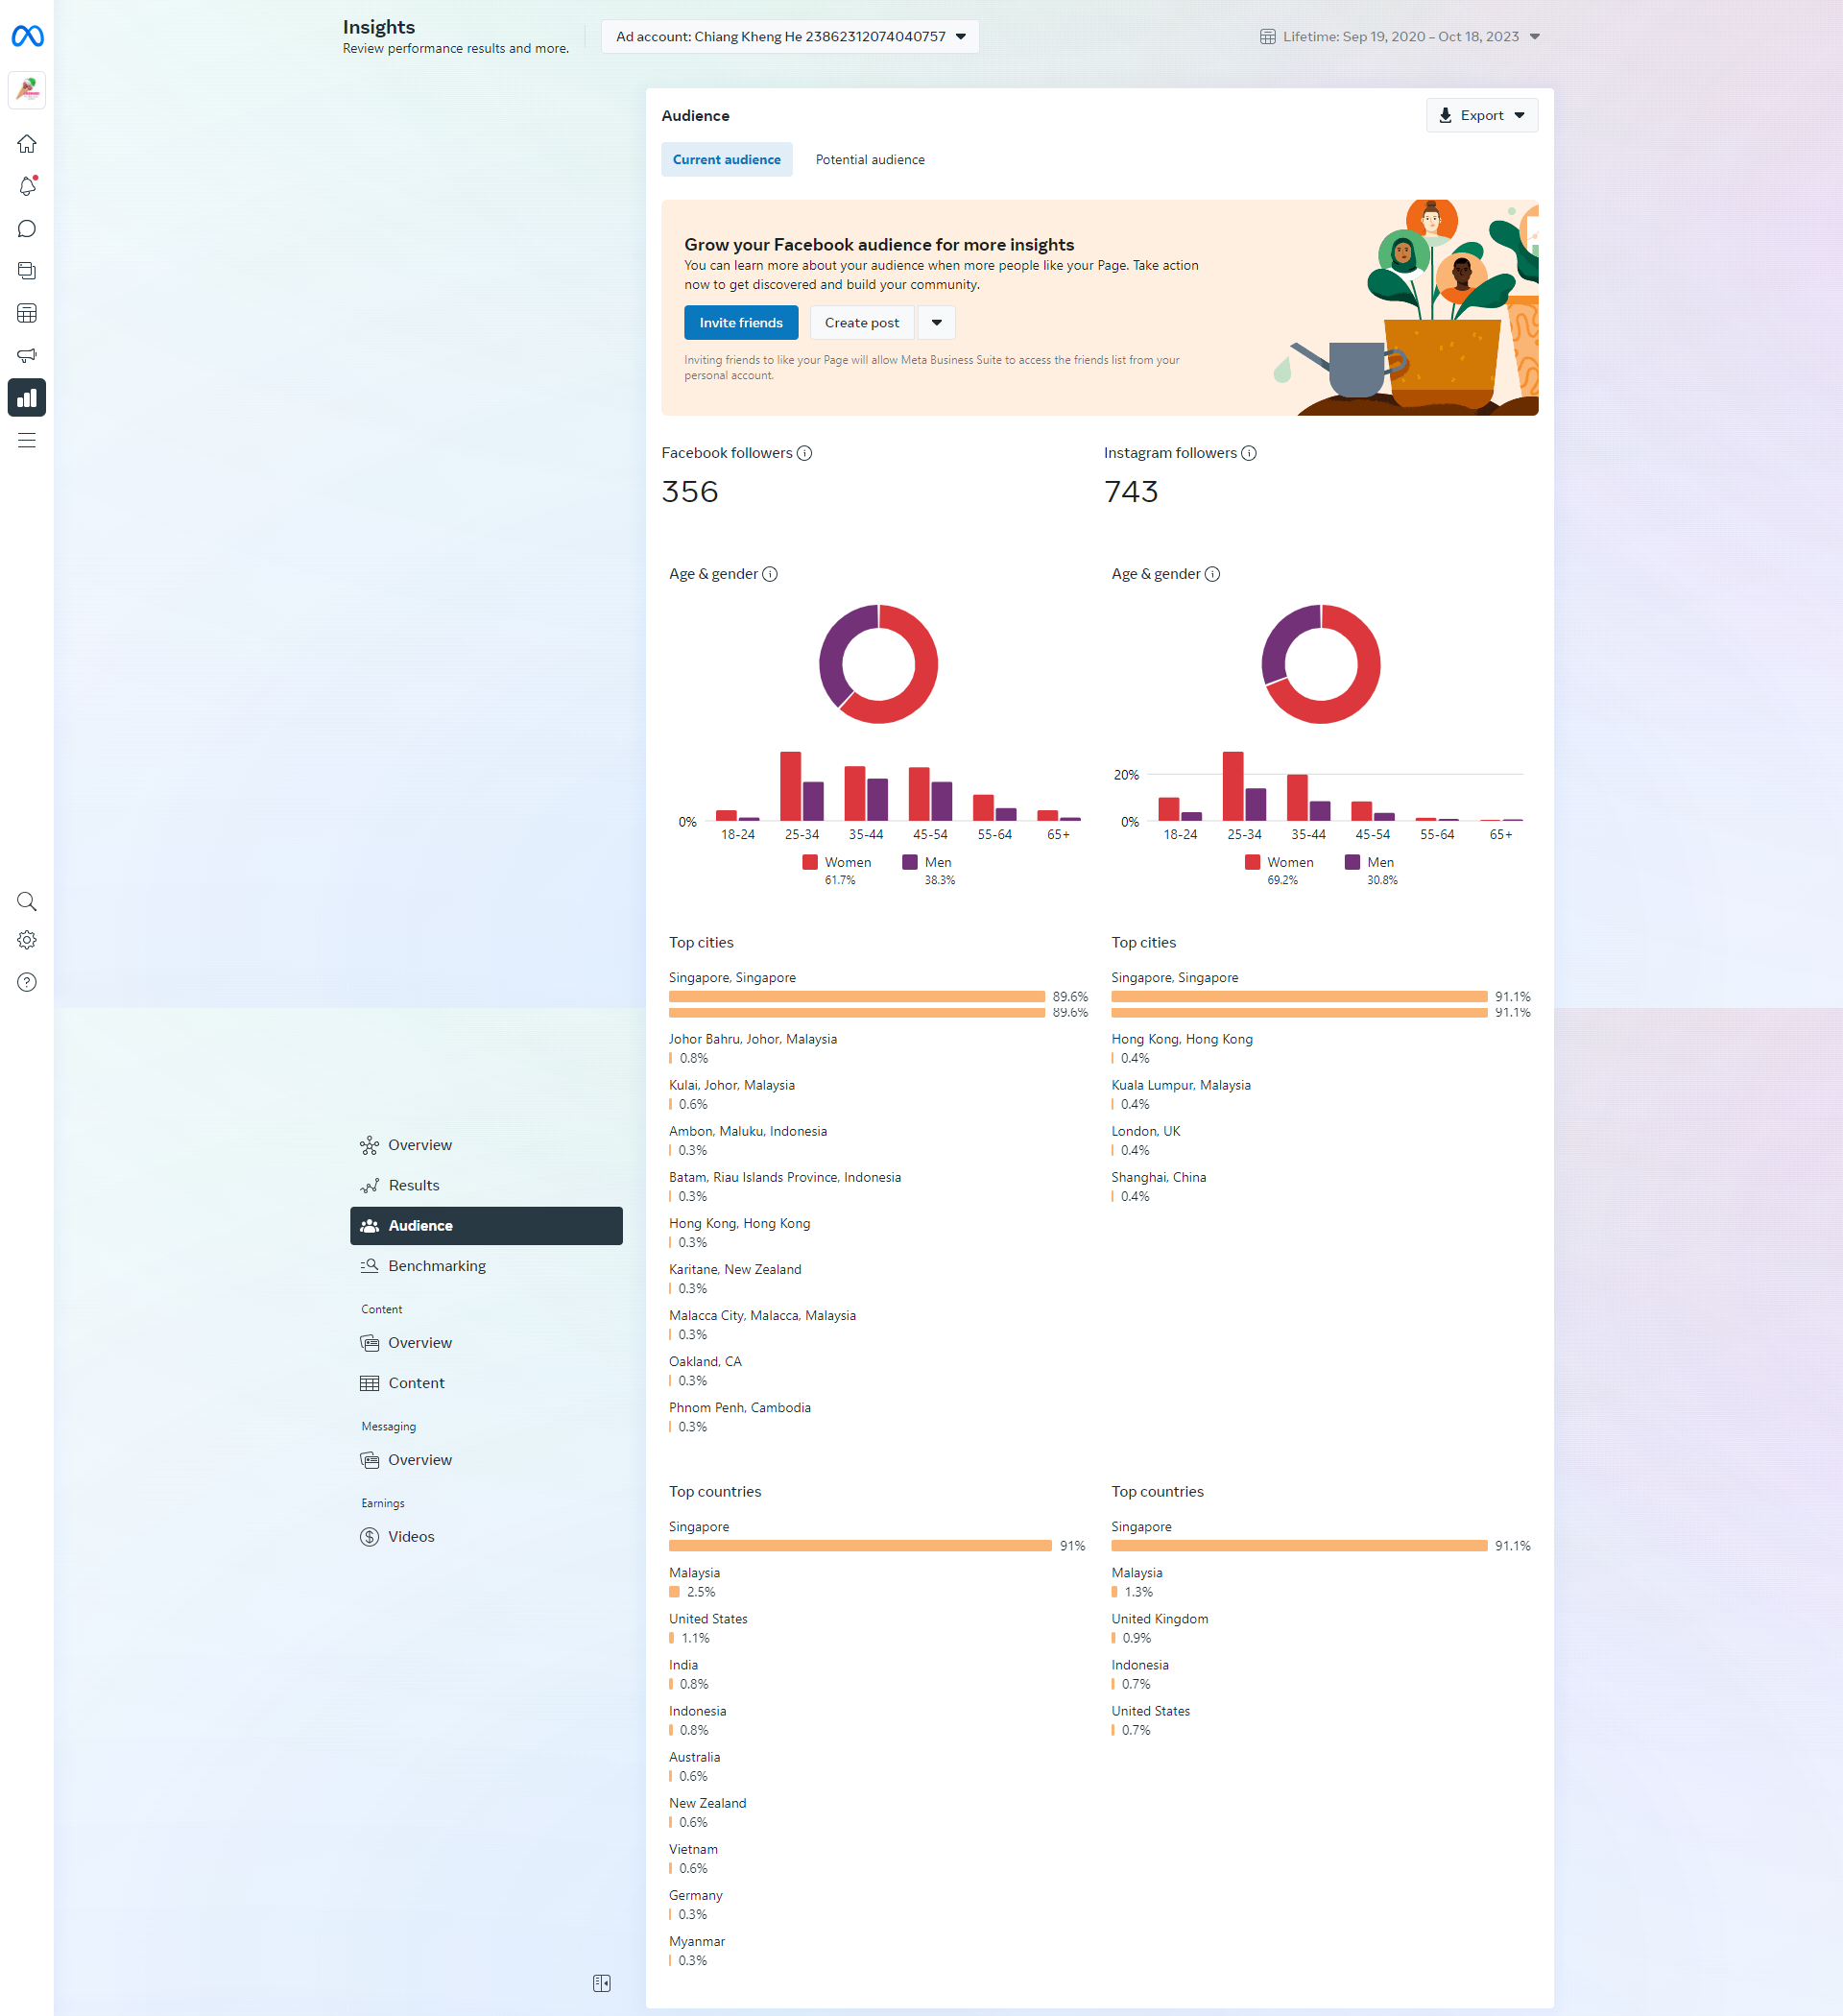 Insights
Review performance results and more.
Ad account: Chiang Kheng He 23862312074040757
Lifetime: Sep 19, 2020 – Oct 18, 2023
Audience
Export
Current audience
Potential audience
Grow your Facebook audience for more insights
You can learn more about your audience when more people like your Page. Take action
now to get discovered and build your community.
Invite friends
Create post
Inviting friends to like your Page will allow Meta Business Suite to access the friends list from your
personal account.
Facebook followers
356
Age & gender
0%
18-24
25-34
35-44
45-54
55-64
65+
Women
61.7%
Men
38.3%
Top cities
Singapore, Singapore
89.6%
89.6%
Johor Bahru, Johor, Malaysia
0.8%
Kulai, Johor, Malaysia
0.6%
Ambon, Maluku, Indonesia
0.3%
Batam, Riau Islands Province, Indonesia
0.3%
Hong Kong, Hong Kong
0.3%
Karitane, New Zealand
0.3%
Malacca City, Malacca, Malaysia
0.3%
Oakland, CA
0.3%
Phnom Penh, Cambodia
0.3%
Top countries
Singapore
91%
Malaysia
2.5%
United States
1.1%
India
0.8%
Indonesia
0.8%
Australia
0.6%
New Zealand
0.6%
Vietnam
0.6%
Germany
0.3%
Myanmar
0.3%
Instagram followers
743
Age & gender
20%
0%
18-24
25-34
35-44
45-54
55-64
65+
Women
69.2%
Men
30.8%
Top cities
Singapore, Singapore
91.1%
91.1%
Hong Kong, Hong Kong
0.4%
Kuala Lumpur, Malaysia
0.4%
London, UK
0.4%
Shanghai, China
0.4%
Top countries
Singapore
91.1%
Malaysia
1.3%
United Kingdom
0.9%
Indonesia
0.7%
United States
0.7%
Overview
Results
Audience
Benchmarking
Content
Overview
Content
Messaging
Overview
Earnings
Videos